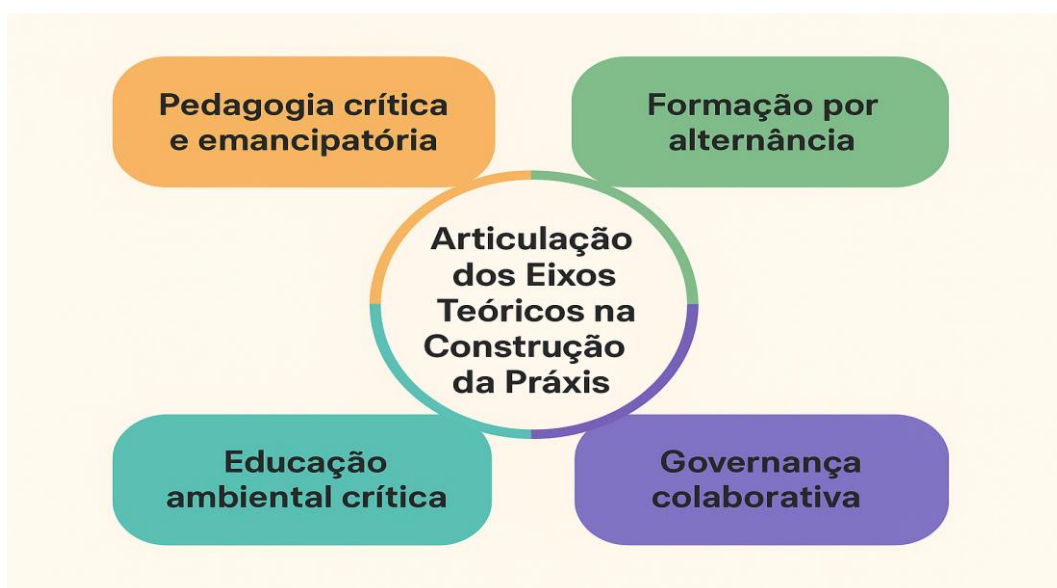 Pedagogia crítica
e emancipatória
Formação por
alternância
Articulação
dos Eixos
Teóricos na
Construção
da Práxis
Educação
ambiental crítica
Governança
colaborativa